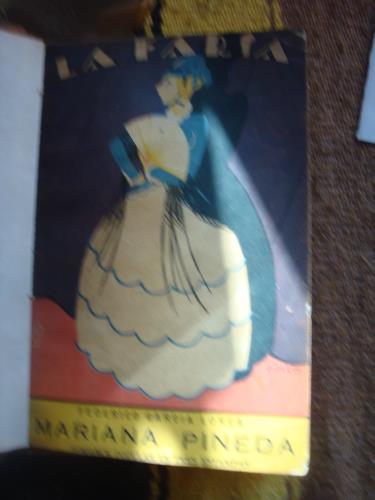 LA FARSA
FEDERICO GARCIA LORCA
MARIANA PINEDA